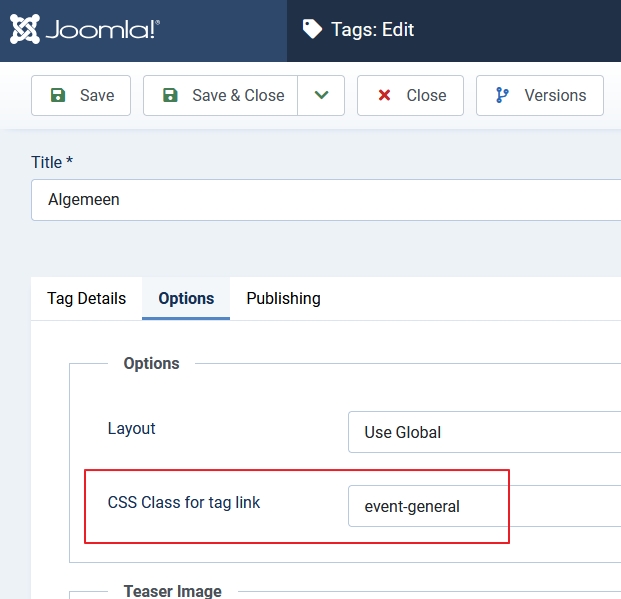 Joomla!® Tags: Edit
Save Save & Close Close Versions
Title *
Algemeen
Tag Details Options Publishing
Options
Layout Use Global
CSS Class for tag link event-general
Teaser Image